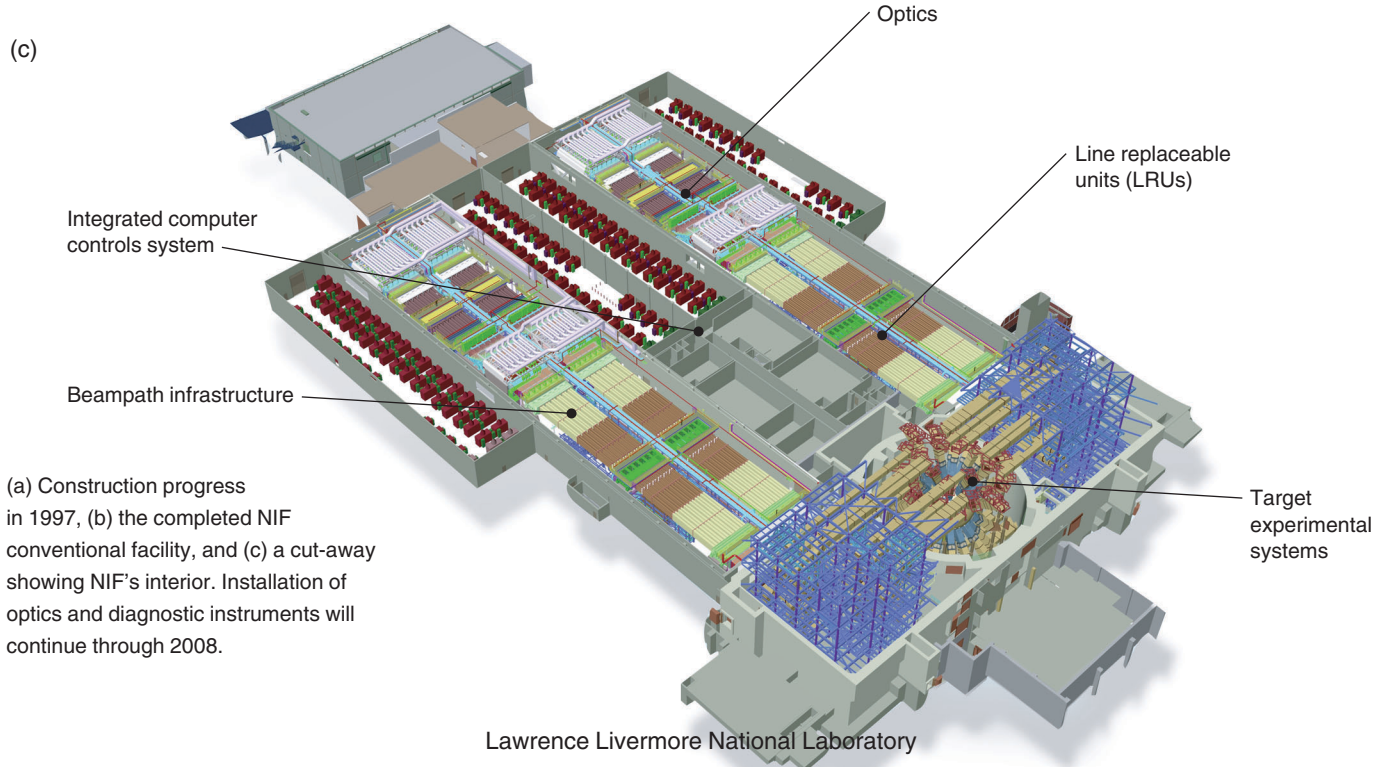 (c)
Optics
Line replaceable
units (LRUs)
Integrated computer
controls system
Beampath infrastructure
(a) Construction progress
in 1997, (b) the completed NIF
conventional facility, and (c) a cut-away
showing NIF's interior. Installation of
optics and diagnostic instruments will
continue through 2008.
Target
experimental
systems
Lawrence Livermore National Laboratory